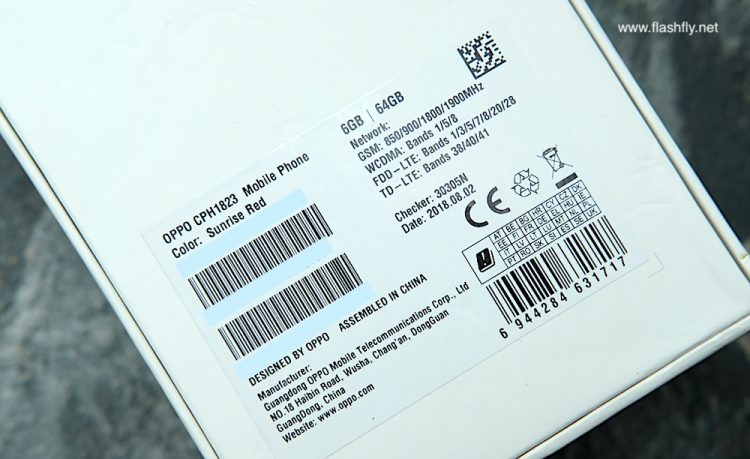 www.flashfly.net
OPPO CPH1823 Mobile Phone
Color: Sunrise Red
6GB | 64GB
Network:
GSM: 850/900/1800/1900MHz
WCDMA: Bands 1/5/8
FDD-LTE: Bands 1/3/5/7/8/20/28
TD-LTE: Bands 38/40/41
Checker: 30305N
Date: 2018.08.02
CE
AT BE BG HR CY CZ DK
EE FI FR DE EL HU IE
IT LV LT LU MT NL PL
PT RO SK SI ES SE UK
6 944284 631717
DESIGNED BY OPPO ASSEMBLED IN CHINA
Manufacturer:
Guangdong OPPO Mobile Telecommunications Corp., Ltd
NO.18 Haibin Road, Wusha, Chang'an, DongGuan
GuangDong, China
Website: www.oppo.com